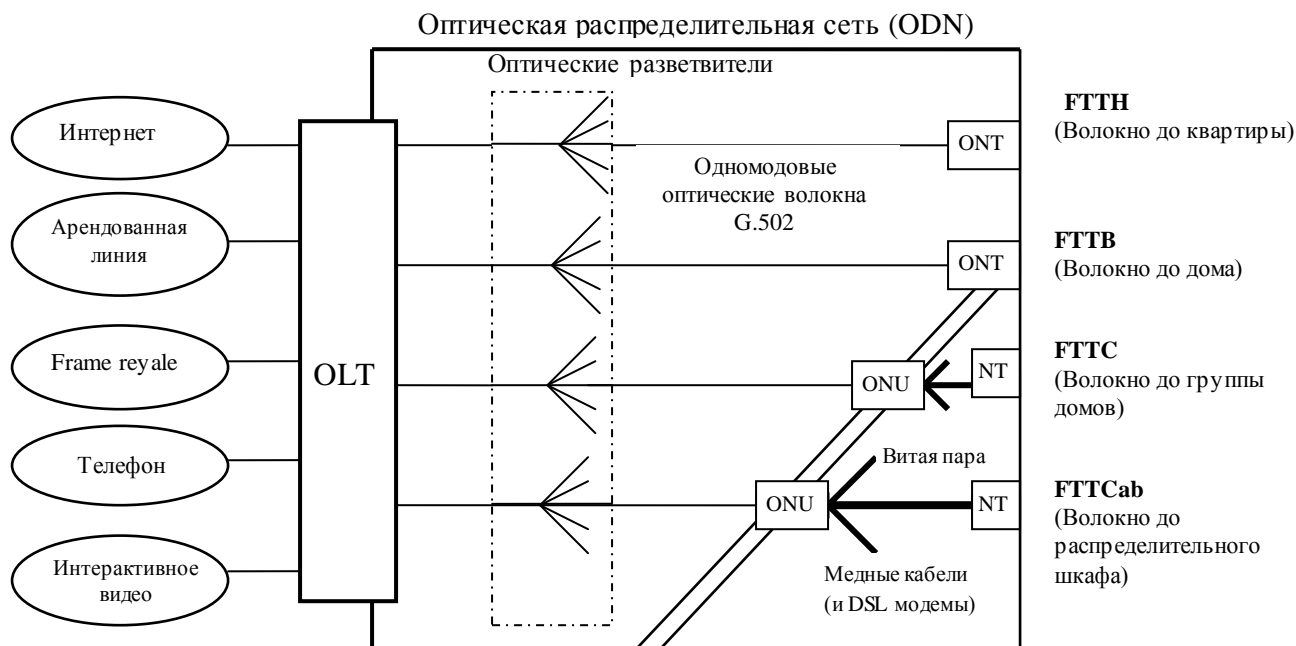 Оптическая распределительная сеть (ODN)
Оптические разветвители
Интернет
Арендованная
линия
Frame reyale
Телефон
Интерактивное
видео
OLT
Одномодовые
оптические волокна
G.502
ONT
ONT
ONU
NT
Витая пара
ONU
NT
Медные кабели
(и DSL модемы)
FTTH
(Волокно до квартиры)
FTTB
(Волокно до дома)
FTTC
(Волокно до группы
домов)
FTTCab
(Волокно до
распределительного
шкафа)